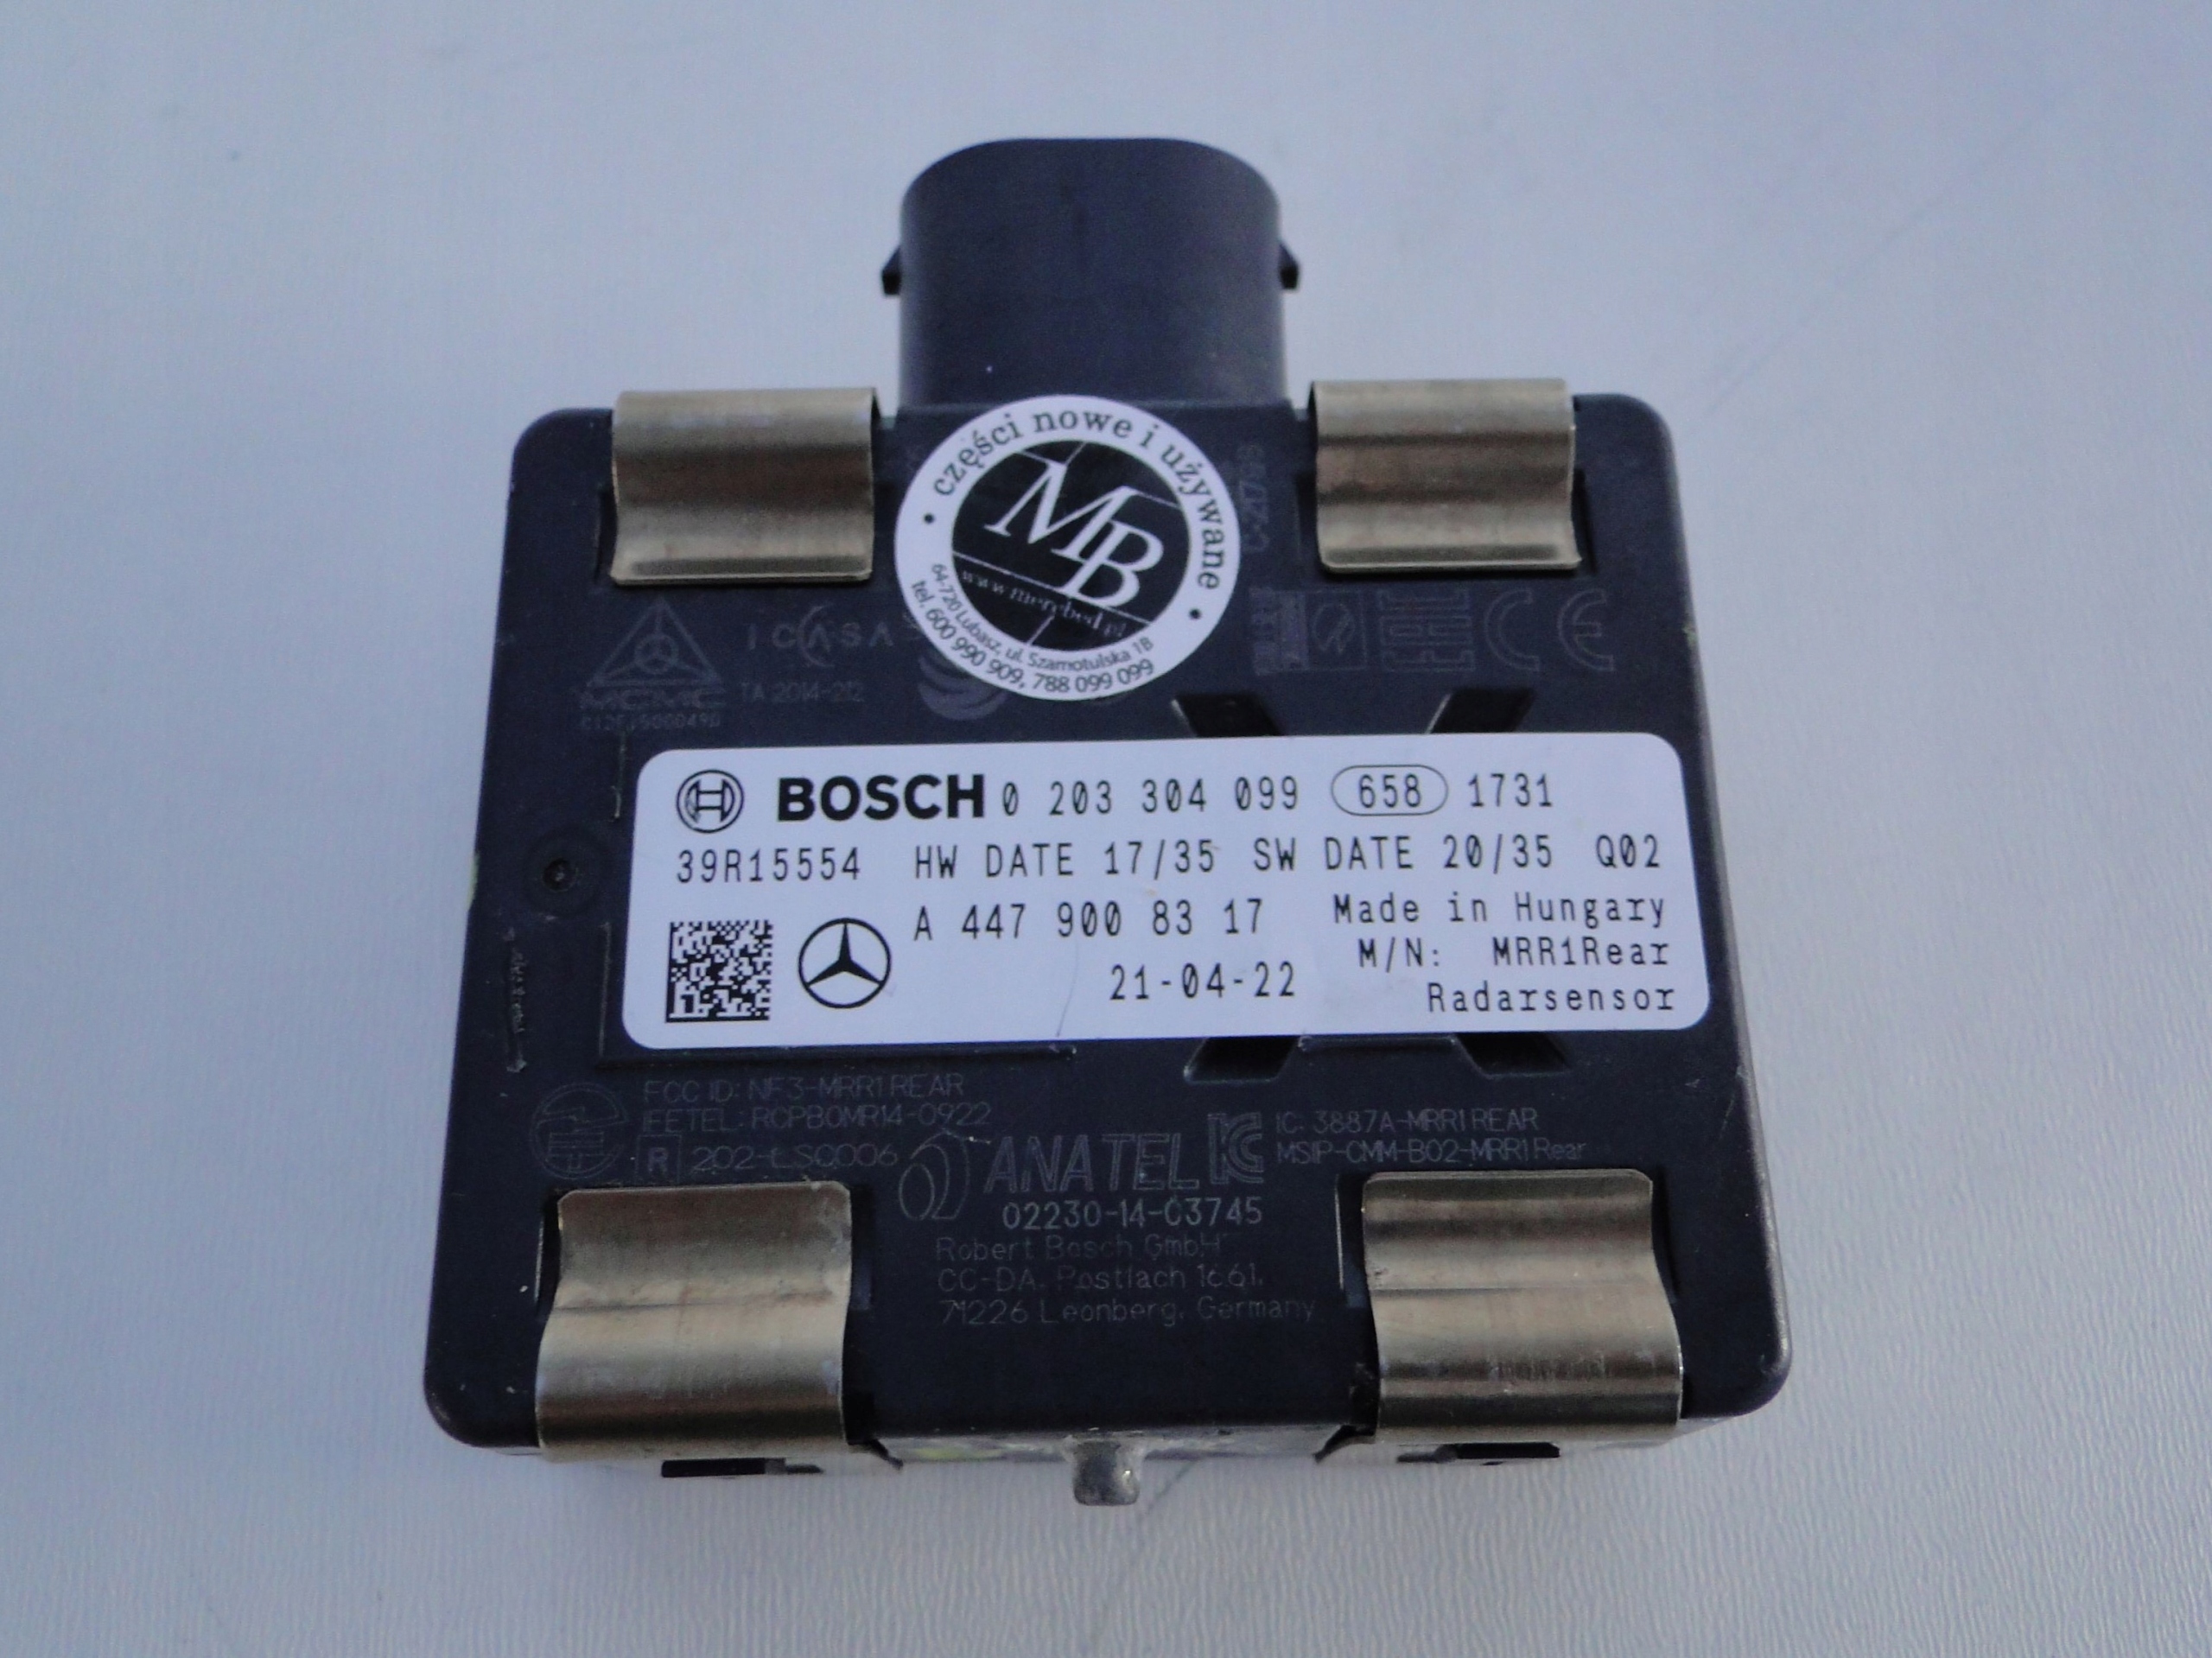 części nowe i używane
MB
www.mercbed.pl
64-720 Lubasz, ul. Szamotulska 1B
tel. 600 990 909, 788 099 099
ICASA
TA 2014-212
MCMC
EAC CE
BOSCH 0 203 304 099 658 1731
39R15554 HW DATE 17/35 SW DATE 20/35 Q02
A 447 900 83 17 Made in Hungary
M/N: MRR1Rear
21-04-22
Radarsensor
FCC ID: NF3-MRR1REAR
IFETEL: RCPBOMR14-0922
R 202-LSC006
ANATEL
02230-14-03745
IC: 3887A-MRR1REAR
MSIP-CMM-B02-MRR1Rear
Robert Bosch GmbH
CC-DA, Postfach 1661,
71226 Leonberg, Germany